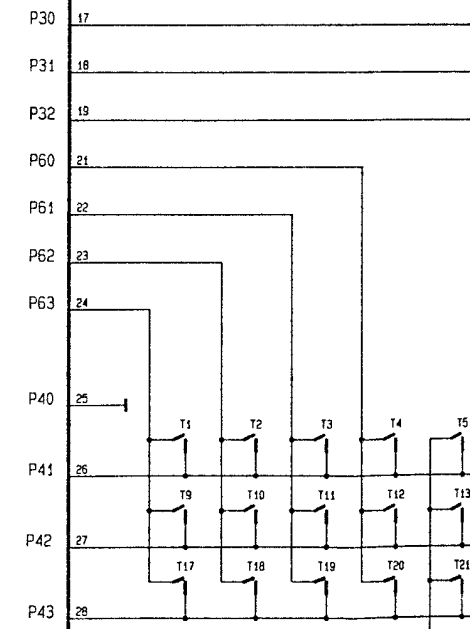 P30 17
P31 18
P32 19
P60 21
P61 22
P62 23
P63 24
P40 25
T1 T2 T3 T4 T5
P41 26
T9 T10 T11 T12 T13
P42 27
T17 T18 T19 T20 T21
P43 28